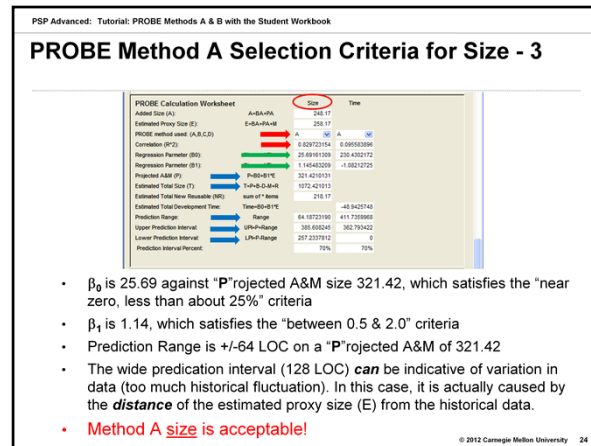 PSP Advanced: Tutorial: PROBE Methods A & B with the Student Workbook
PROBE Method A Selection Criteria for Size - 3
PROBE Calculation Worksheet Size Time
Added Size (A): A=BA+PA 248.17
Estimated Proxy Size (E): E=BA+PA+M 258.17
PROBE method used: (A,B,C,D) A A
Correlation (R^2): 0.829723154 0.095583896
Regression Parameter (B0): 25.69161309 230.4382172
Regression Parameter (B1): 1.145483209 -1.08212725
Projected A&M (P): P=B0+B1*E 321.4210131
Estimated Total Size (T): T=P+B-D-M+R 1072.421013
Estimated Total New Reusable (NR): sum of * items 218.17
Estimated Total Development Time: Time=B0+B1*E -48.9425748
Prediction Range: Range 64.18723190 411.7359968
Upper Prediction Interval: UPI=P+Range 385.608245 362.793422
Lower Prediction Interval: LPI=P-Range 257.2337812 0
Prediction Interval Percent: 70% 70%
• β0 is 25.69 against “P”rojected A&M size 321.42, which satisfies the “near
zero, less than about 25%” criteria
• β1 is 1.14, which satisfies the “between 0.5 & 2.0” criteria
• Prediction Range is +/-64 LOC on a “P”rojected A&M of 321.42
• The wide predication interval (128 LOC) can be indicative of variation in
data (too much historical fluctuation). In this case, it is actually caused by
the distance of the estimated proxy size (E) from the historical data.
• Method A size is acceptable!
© 2012 Carnegie Mellon University 24